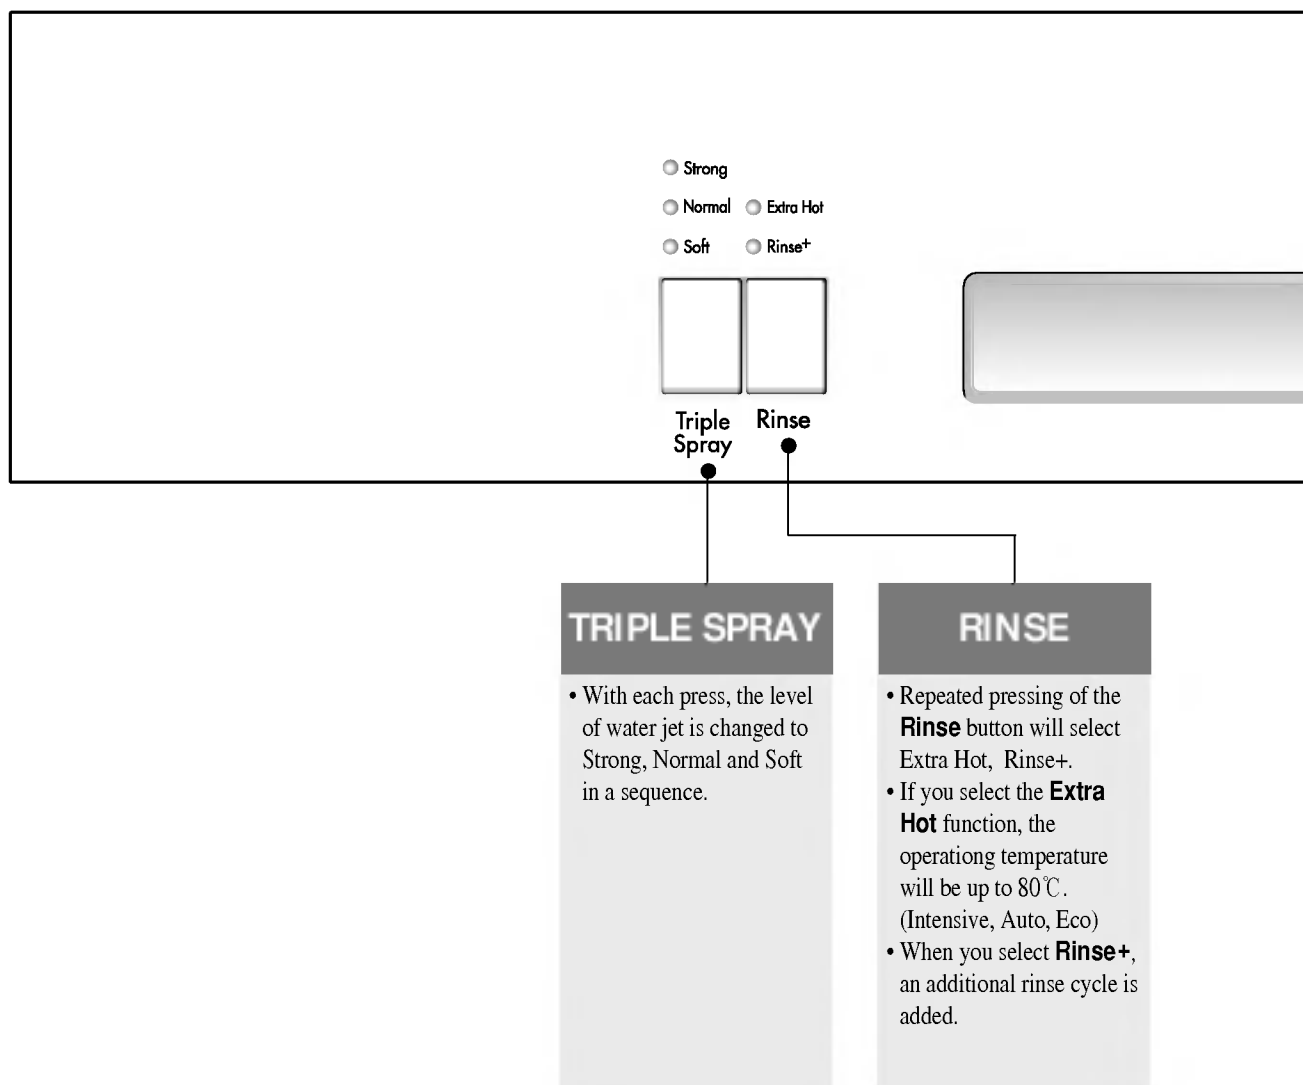 Strong
Normal Extra Hot
Soft Rinse+
Triple Spray
Rinse
TRIPLE SPRAY
• With each press, the level
of water jet is changed to
Strong, Normal and Soft
in a sequence.
RINSE
• Repeated pressing of the
Rinse button will select
Extra Hot, Rinse+.
• If you select the Extra
Hot function, the
operationg temperature
will be up to 80℃.
(Intensive, Auto, Eco)
• When you select Rinse+,
an additional rinse cycle is
added.